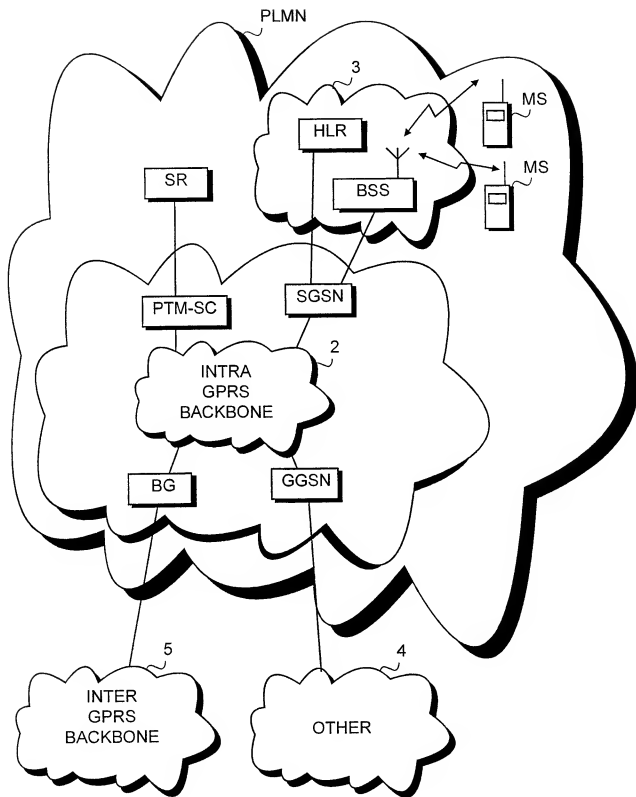 PLMN
3
MS
HLR
MS
SR
BSS
PTM-SC
SGSN
2
INTRA
GPRS
BACKBONE
BG
GGSN
5
4
INTER
GPRS
BACKBONE
OTHER